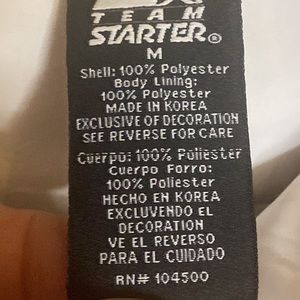 TEAM
STARTER®
M
Shell: 100% Polyester
Body Lining:
100% Polyester
MADE IN KOREA
EXCLUSIVE OF DECORATION
SEE REVERSE FOR CARE
Cuerpo: 100% Poliester
Cuerpo Forro:
100% Poliester
HECHO EN KOREA
EXCLUVENDO EL
DECORATION
VE EL REVERSO
PARA EL CUIDADO
RN# 104500